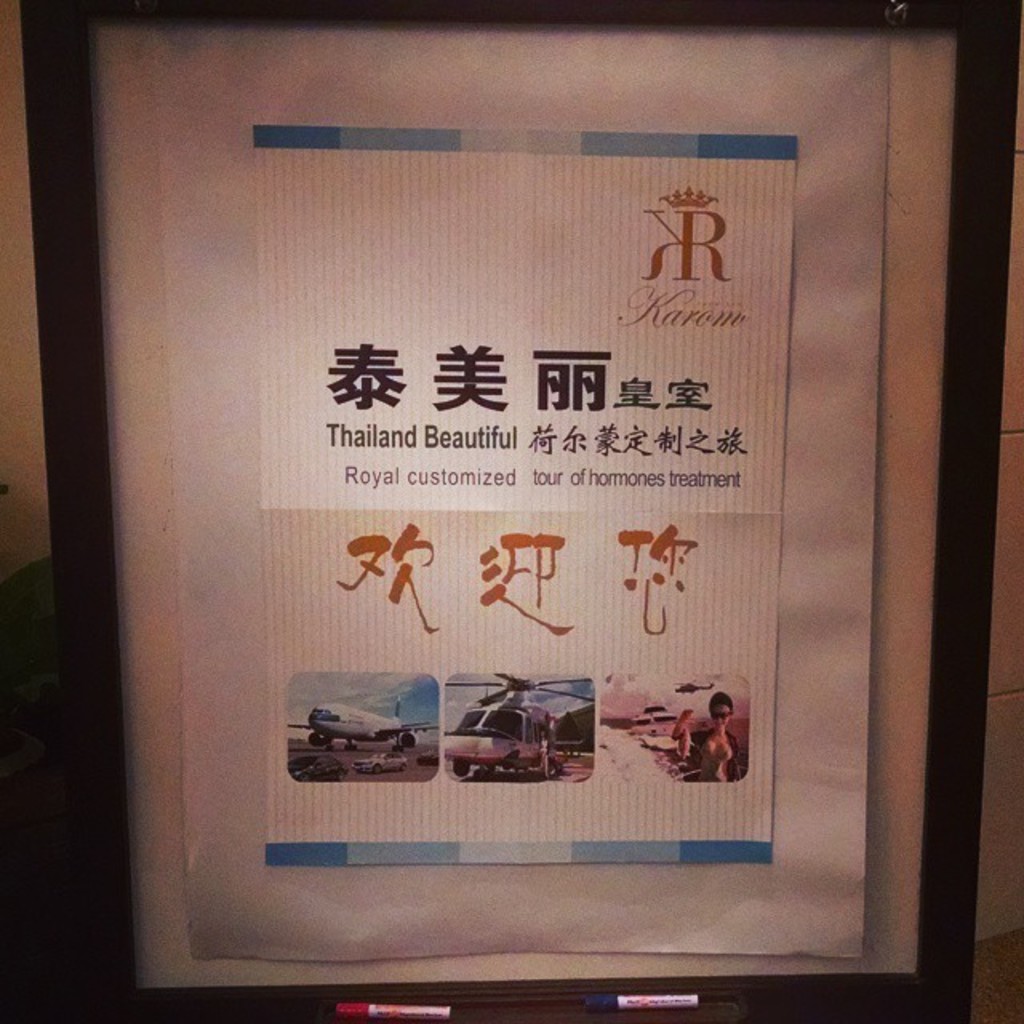 KR
Karom
泰美丽皇室
Thailand Beautiful 荷尔蒙定制之旅
Royal customized tour of hormones treatment
欢迎您